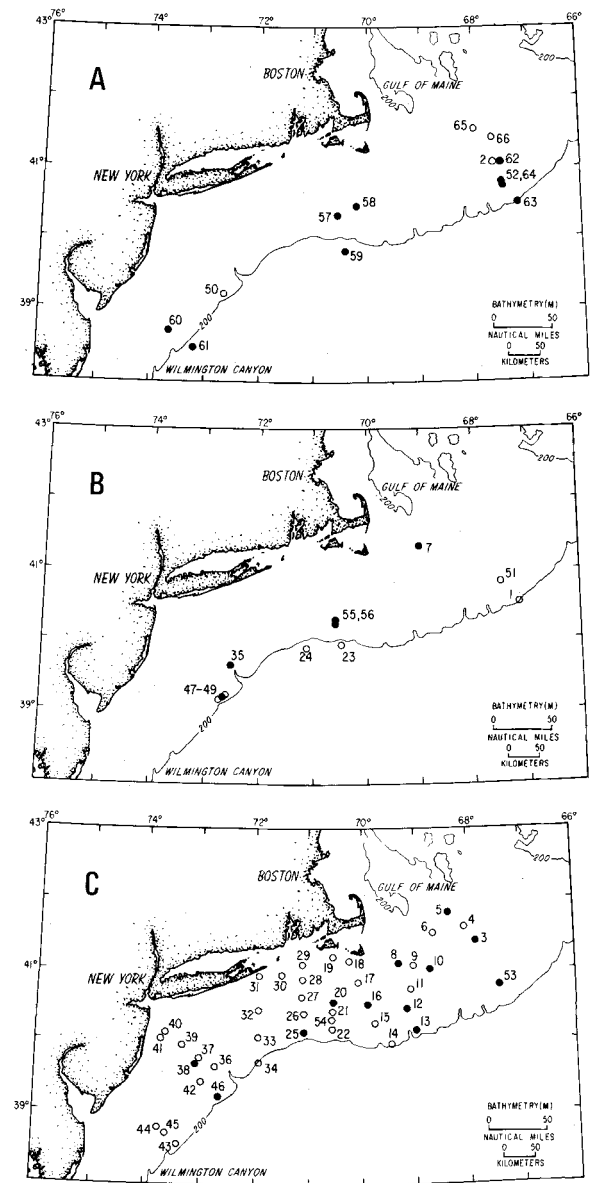 43°76° 74° 72° 70° 68° 66°
A
BOSTON
GULF OF MAINE
200
200
65
66
41°
2
62
NEW YORK
52,64
58
63
57
59
39°
50
BATHYMETRY(M)
0 50
60
200
NAUTICAL MILES
0 50
61
KILOMETERS
WILMINGTON CANYON
43°76° 74° 72° 70° 68° 66°
B
200
BOSTON
GULF OF MAINE
200
7
41°
NEW YORK
51
1
55,56
35
24 23
47-49
39°
BATHYMETRY(M)
0 50
200
NAUTICAL MILES
0 50
KILOMETERS
WILMINGTON CANYON
43°76° 74° 72° 70° 68° 66°
C
200
BOSTON
GULF OF MAINE
200
5
4
6
3
29 19 18 8 9 10
41°
NEW YORK
31 30 28 17 11 53
27 20 16
32 26 21 12
40 54 15
39 25 22 14 13
41 33
37 36
38 34
42 46
39°
44 45
BATHYMETRY(M)
0 50
43
200
NAUTICAL MILES
0 50
KILOMETERS
WILMINGTON CANYON